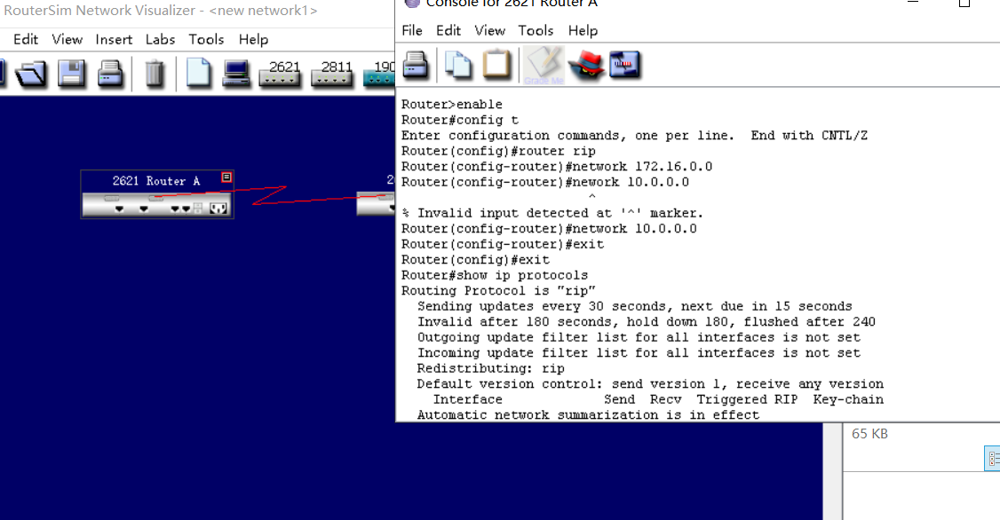 RouterSim Network Visualizer - <new network1>
Edit View Insert Labs Tools Help
2621 2811 190
2621 Router A
2
Console for 2621 Router A
File Edit View Tools Help
Grade Me
Router>enable
Router#config t
Enter configuration commands, one per line.  End with CNTL/Z
Router(config)#router rip
Router(config-router)#network 172.16.0.0
Router(config-router)#nework 10.0.0.0
^
% Invalid input detected at '^' marker.
Router(config-router)#network 10.0.0.0
Router(config-router)#exit
Router(config)#exit
Router#show ip protocols
Routing Protocol is "rip"
Sending updates every 30 seconds, next due in 15 seconds
Invalid after 180 seconds, hold down 180, flushed after 240
Outgoing update filter list for all interfaces is not set
Incoming update filter list for all interfaces is not set
Redistributing: rip
Default version control: send version 1, receive any version
Interface Send Recv Triggered RIP Key-chain
Automatic network summarization is in effect
65 KB